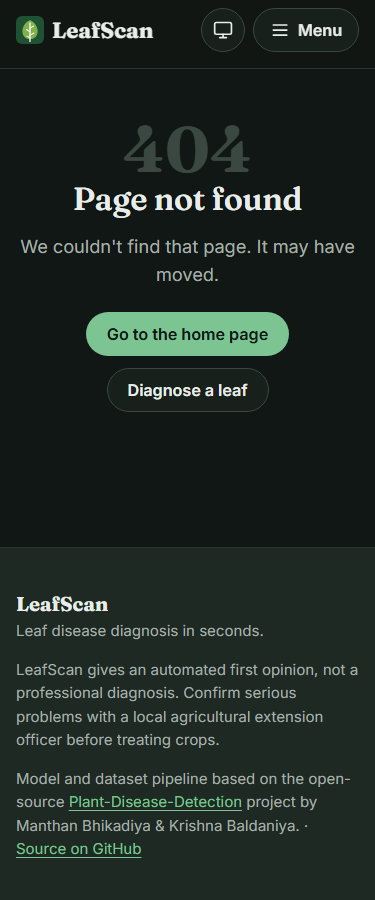 LeafScan
Menu
404
Page not found
We couldn't find that page. It may have
moved.
Go to the home page
Diagnose a leaf
LeafScan
Leaf disease diagnosis in seconds.
LeafScan gives an automated first opinion, not a
professional diagnosis. Confirm serious
problems with a local agricultural extension
officer before treating crops.
Model and dataset pipeline based on the open-
source Plant-Disease-Detection project by
Manthan Bhikadiya & Krishna Baldaniya. ·
Source on GitHub